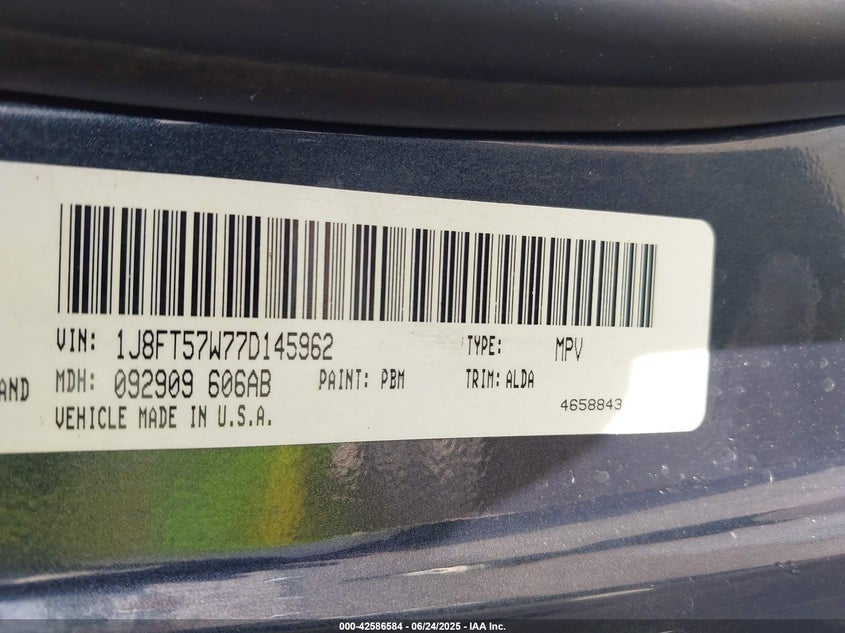 VIN: 1J8FT57W77D145962 TYPE: MPV
AND MDH: 092909 606AB PAINT: PBM TRIM: ALDA
VEHICLE MADE IN U.S.A. 4658843
000-42586584 - 06/24/2025 - IAA Inc.